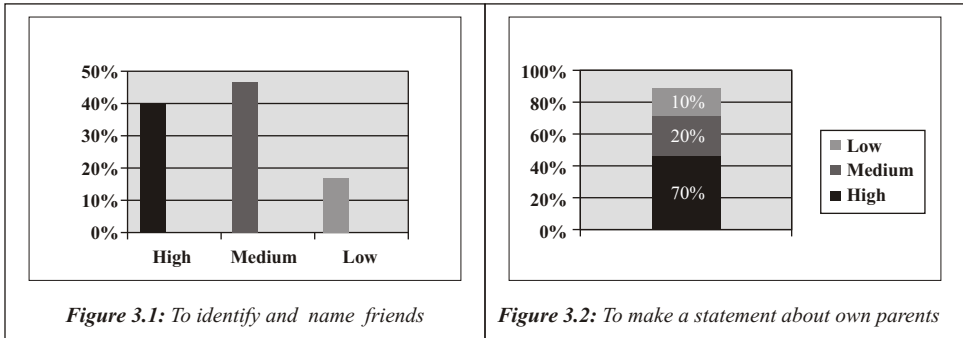 50%
40%
30%
20%
10%
0%
High Medium Low
Figure 3.1: To identify and name friends
100%
80%
60%
40%
20%
0%
10%
20%
70%
Low
Medium
High
Figure 3.2: To make a statement about own parents